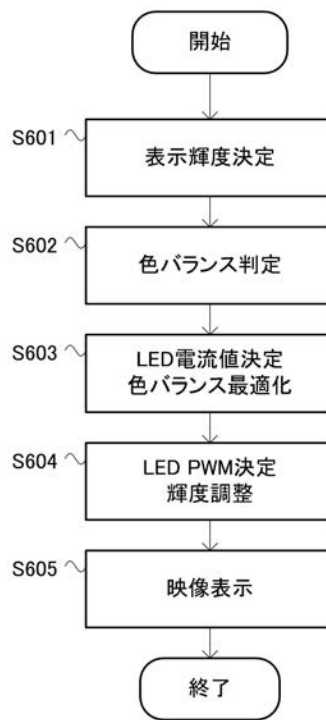 開始
S601
表示輝度決定
S602
色バランス判定
S603
LED電流値決定
色バランス最適化
S604
LED PWM決定
輝度調整
S605
映像表示
終了